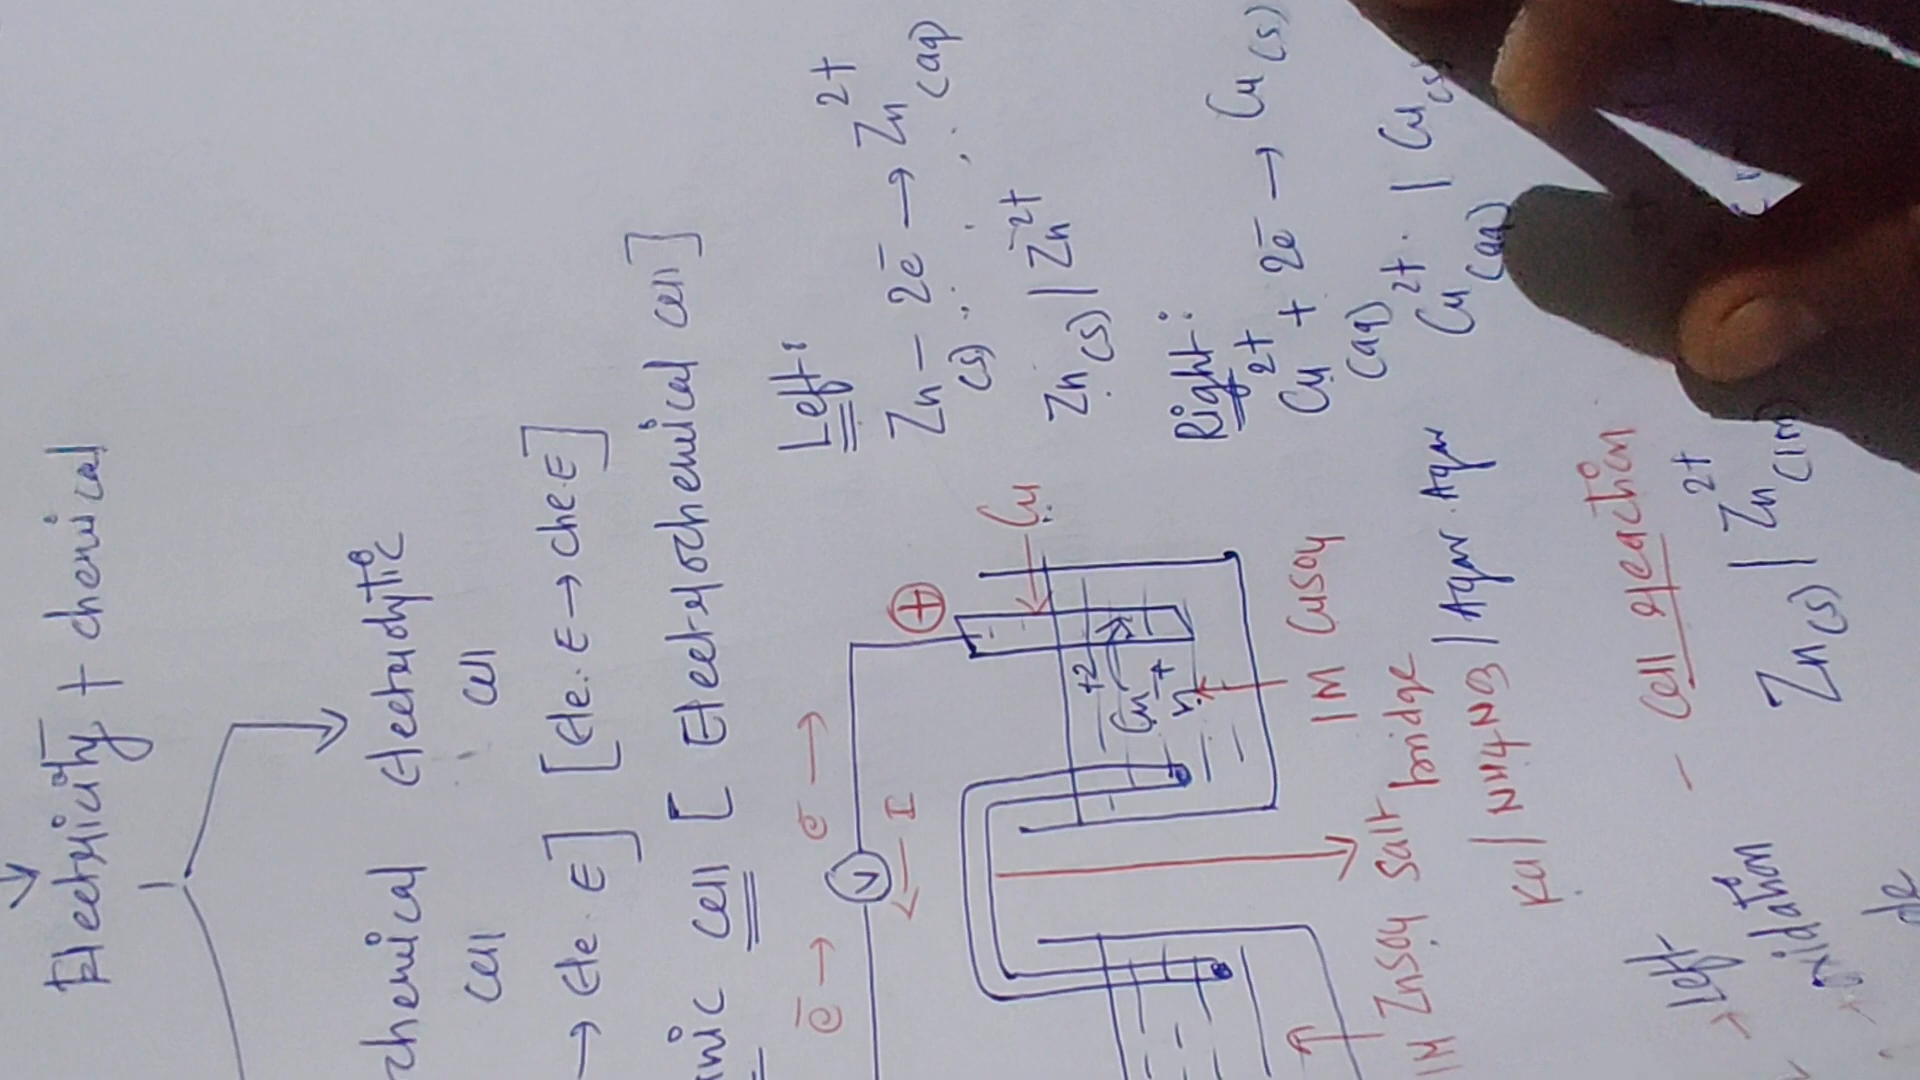 Electricity + chemical
chemical electrolytic
cell cell
→ Ele. E] [Ele. E → che. E]
cell [Electrochemical cell]
e⁻ → e⁻ →
← I
V
⊕
Cu
Cu+2
1M ZnSO4
1M CuSO4
Salt bridge
KCl | NH4NO3 | Agar Agar
Left:
Zn(s) – 2e⁻ → Zn2+(aq)
Zn(s) | Zn2+
Right:
Cu2+(aq) + 2e⁻ → Cu(s)
Cu2+(aq) | Cu(s)
- Cell reaction
Left
Zn(s) | Zn2+(1M)